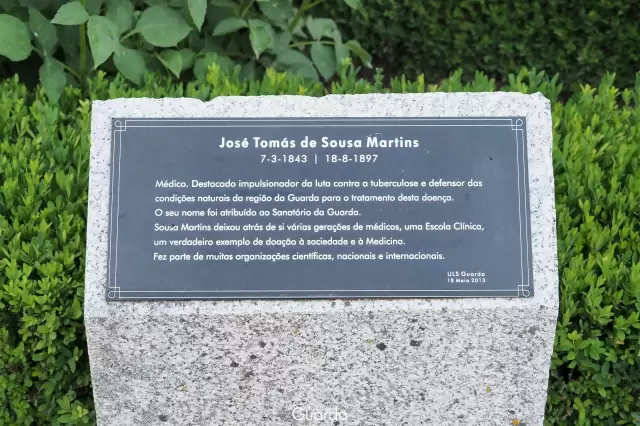 José Tomás de Sousa Martins
7-3-1843 | 18-8-1897
Médico. Destacado impulsionador da luta contra a tuberculose e defensor das
condições naturais da região da Guarda para o tratamento desta doença.
O seu nome foi atribuído ao Sanatório da Guarda.
Sousa Martins deixou atrás de si várias gerações de médicos, uma Escola Clínica,
um verdadeiro exemplo de doação à sociedade e à Medicina.
Fez parte de muitas organizações científicas, nacionais e internacionais.
ULS Guarda
18 Maio 2013
Guarda